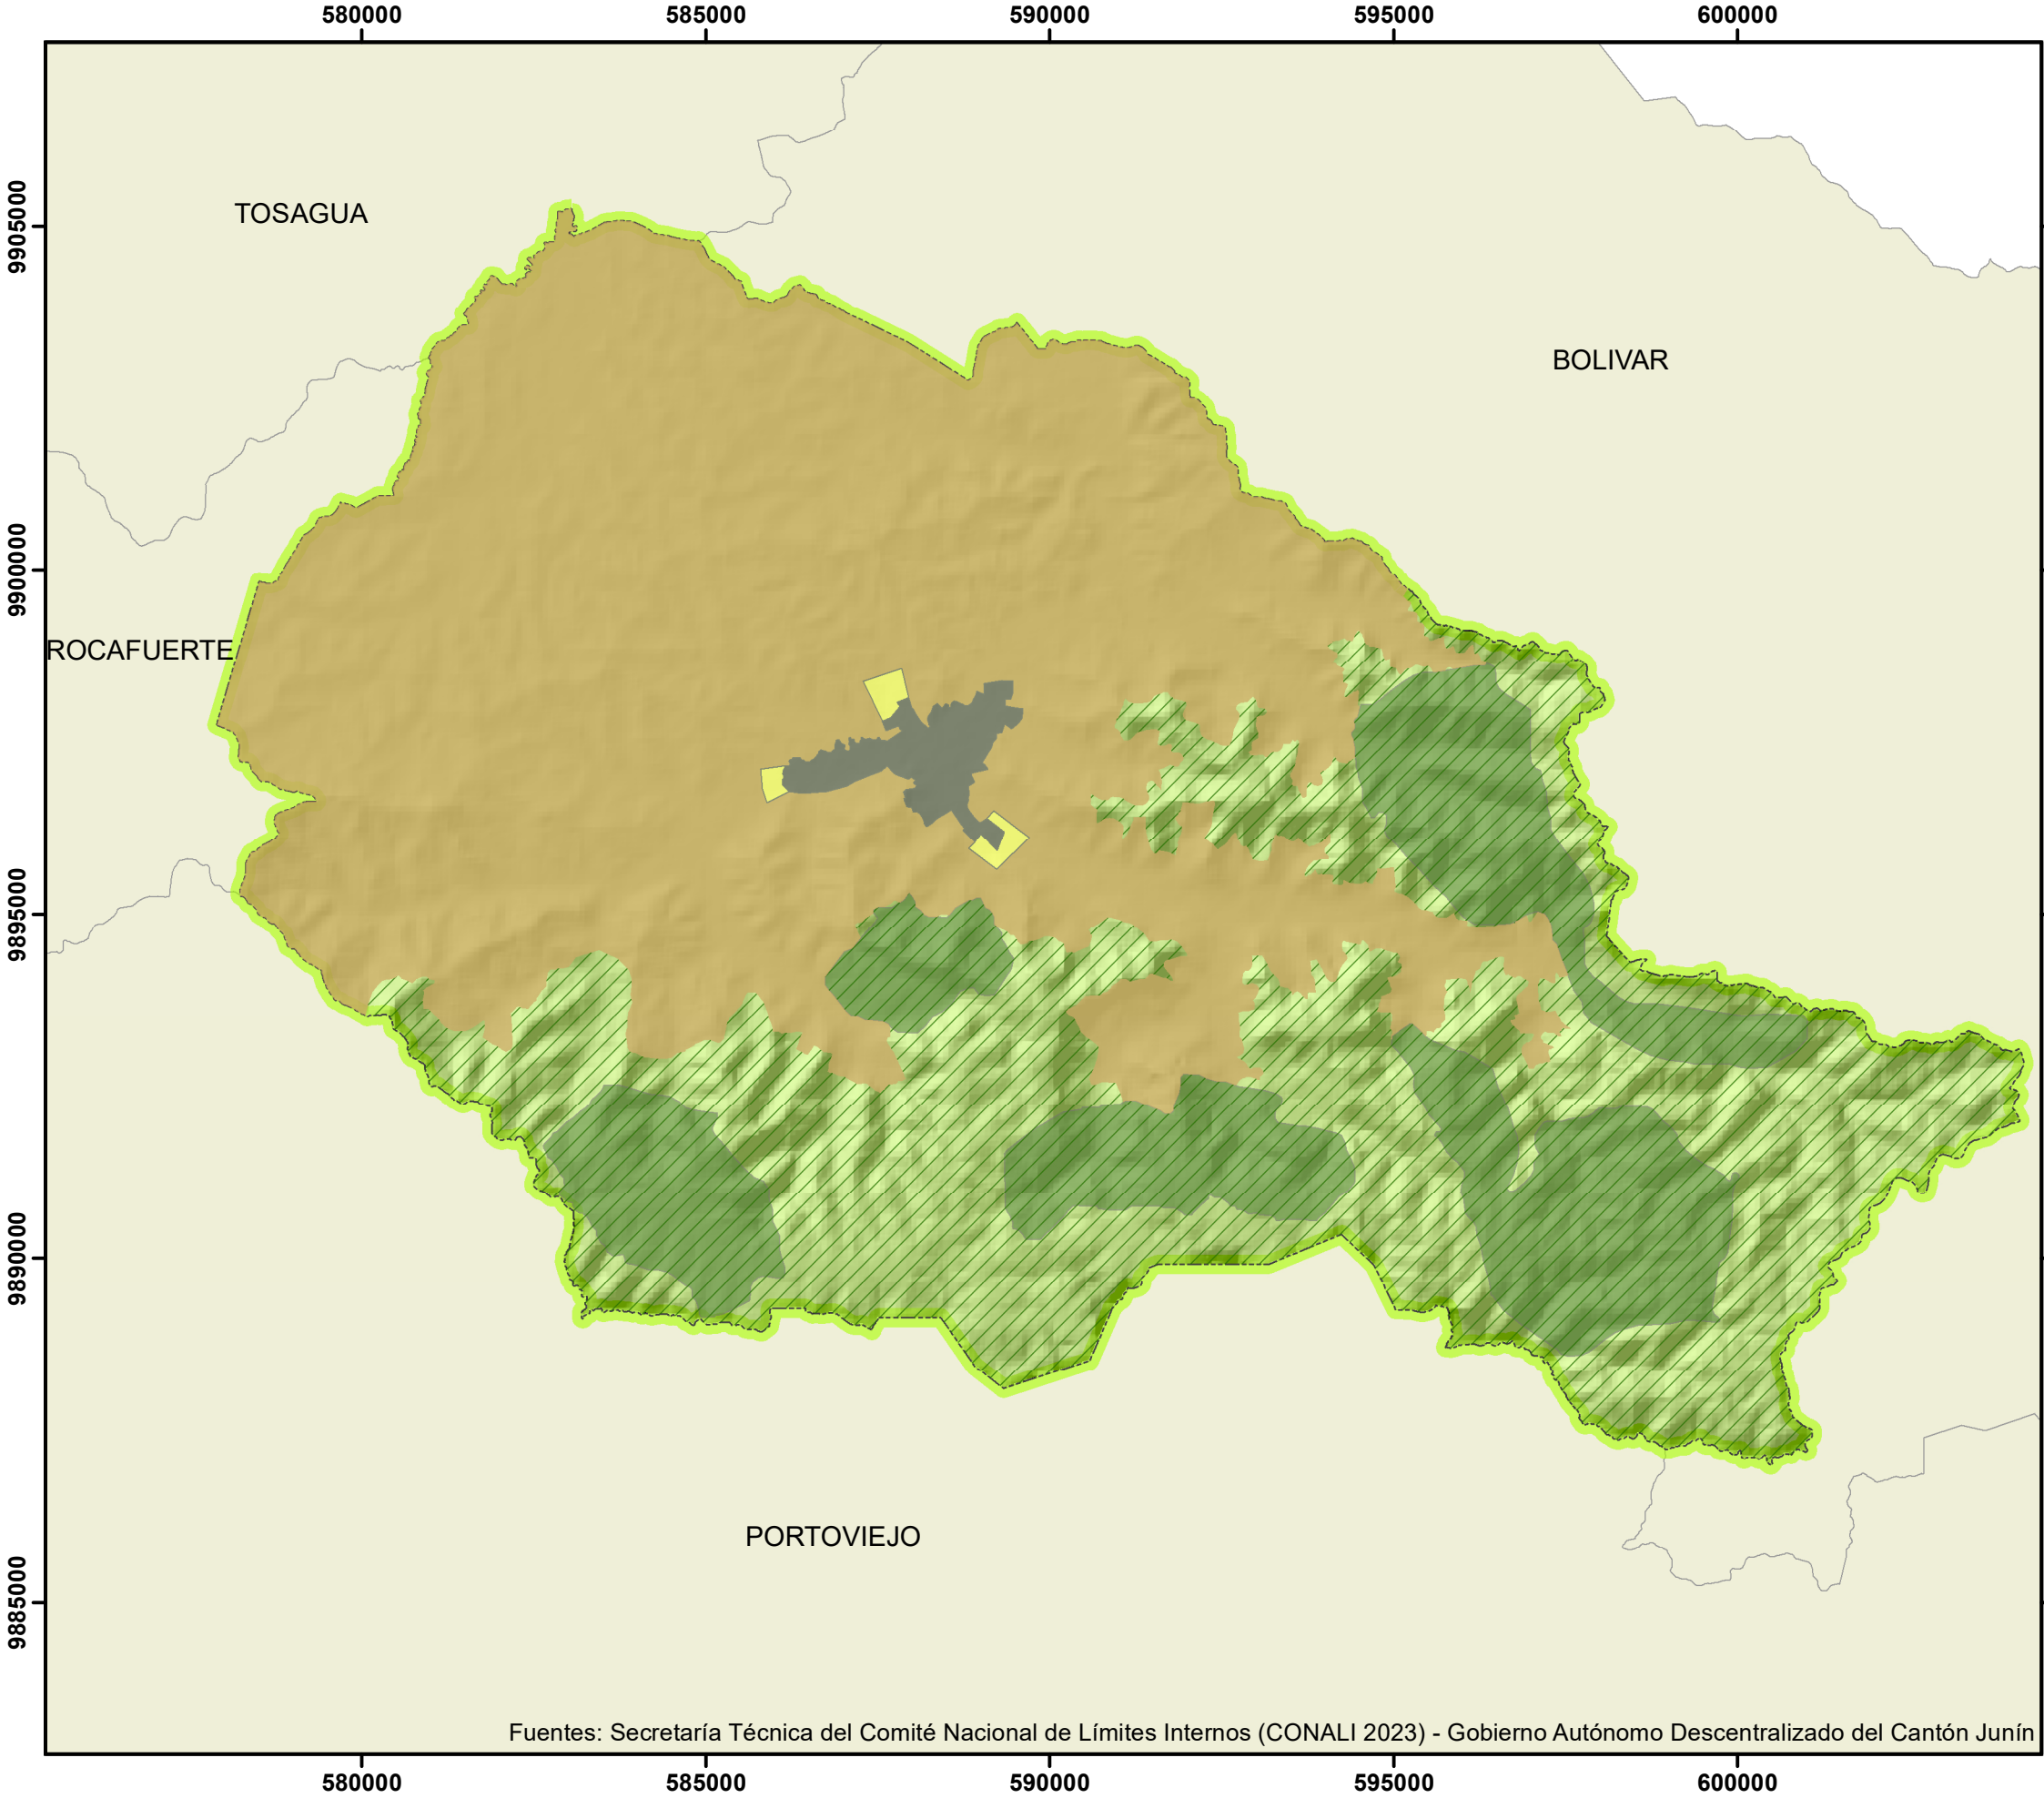 580000 585000 590000 595000 600000
9905000
TOSAGUA
BOLIVAR
9900000
ROCAFUERTE
9895000
9890000
PORTOVIEJO
9885000
Fuentes: Secretaría Técnica del Comité Nacional de Límites Internos (CONALI 2023) - Gobierno Autónomo Descentralizado del Cantón Junín
580000 585000 590000 595000 600000